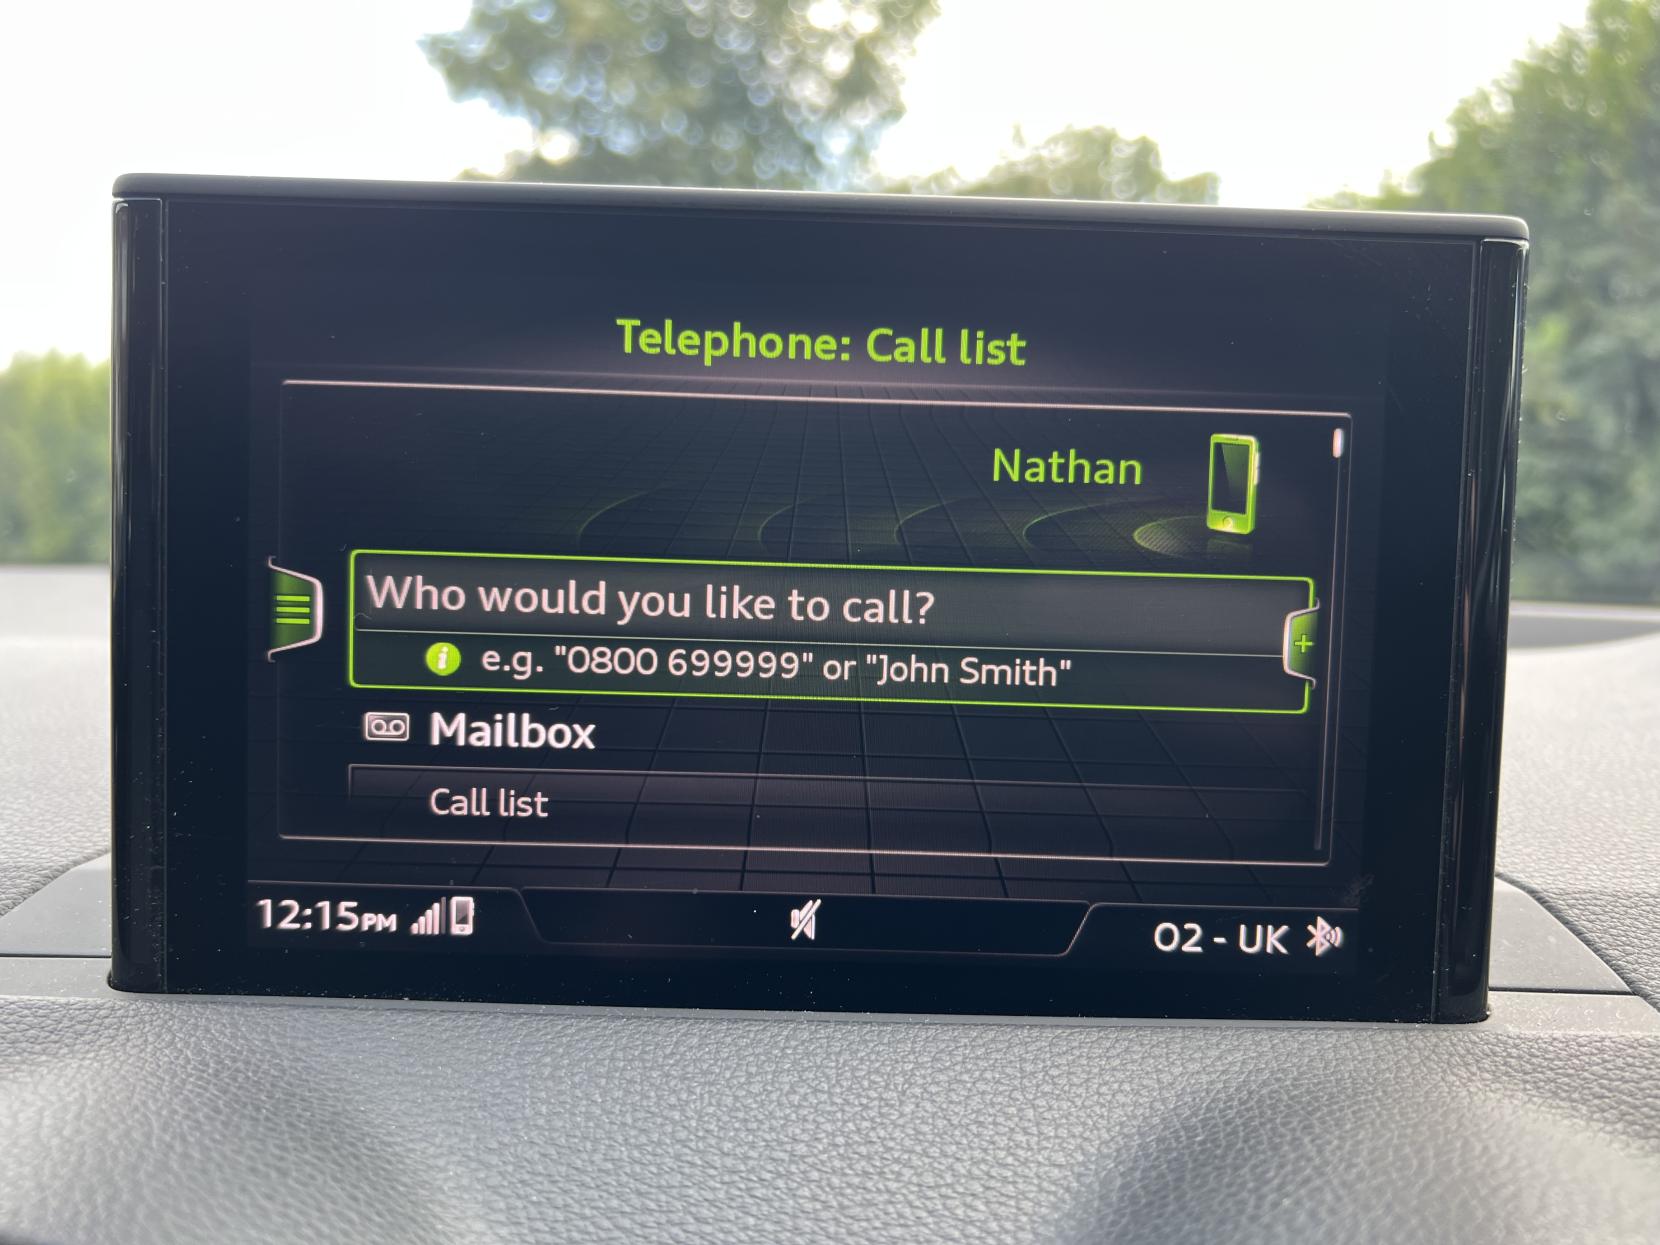 Telephone: Call list
Nathan
Who would you like to call?
e.g. "0800 699999" or "John Smith"
Mailbox
Call list
12:15PM
O2 - UK